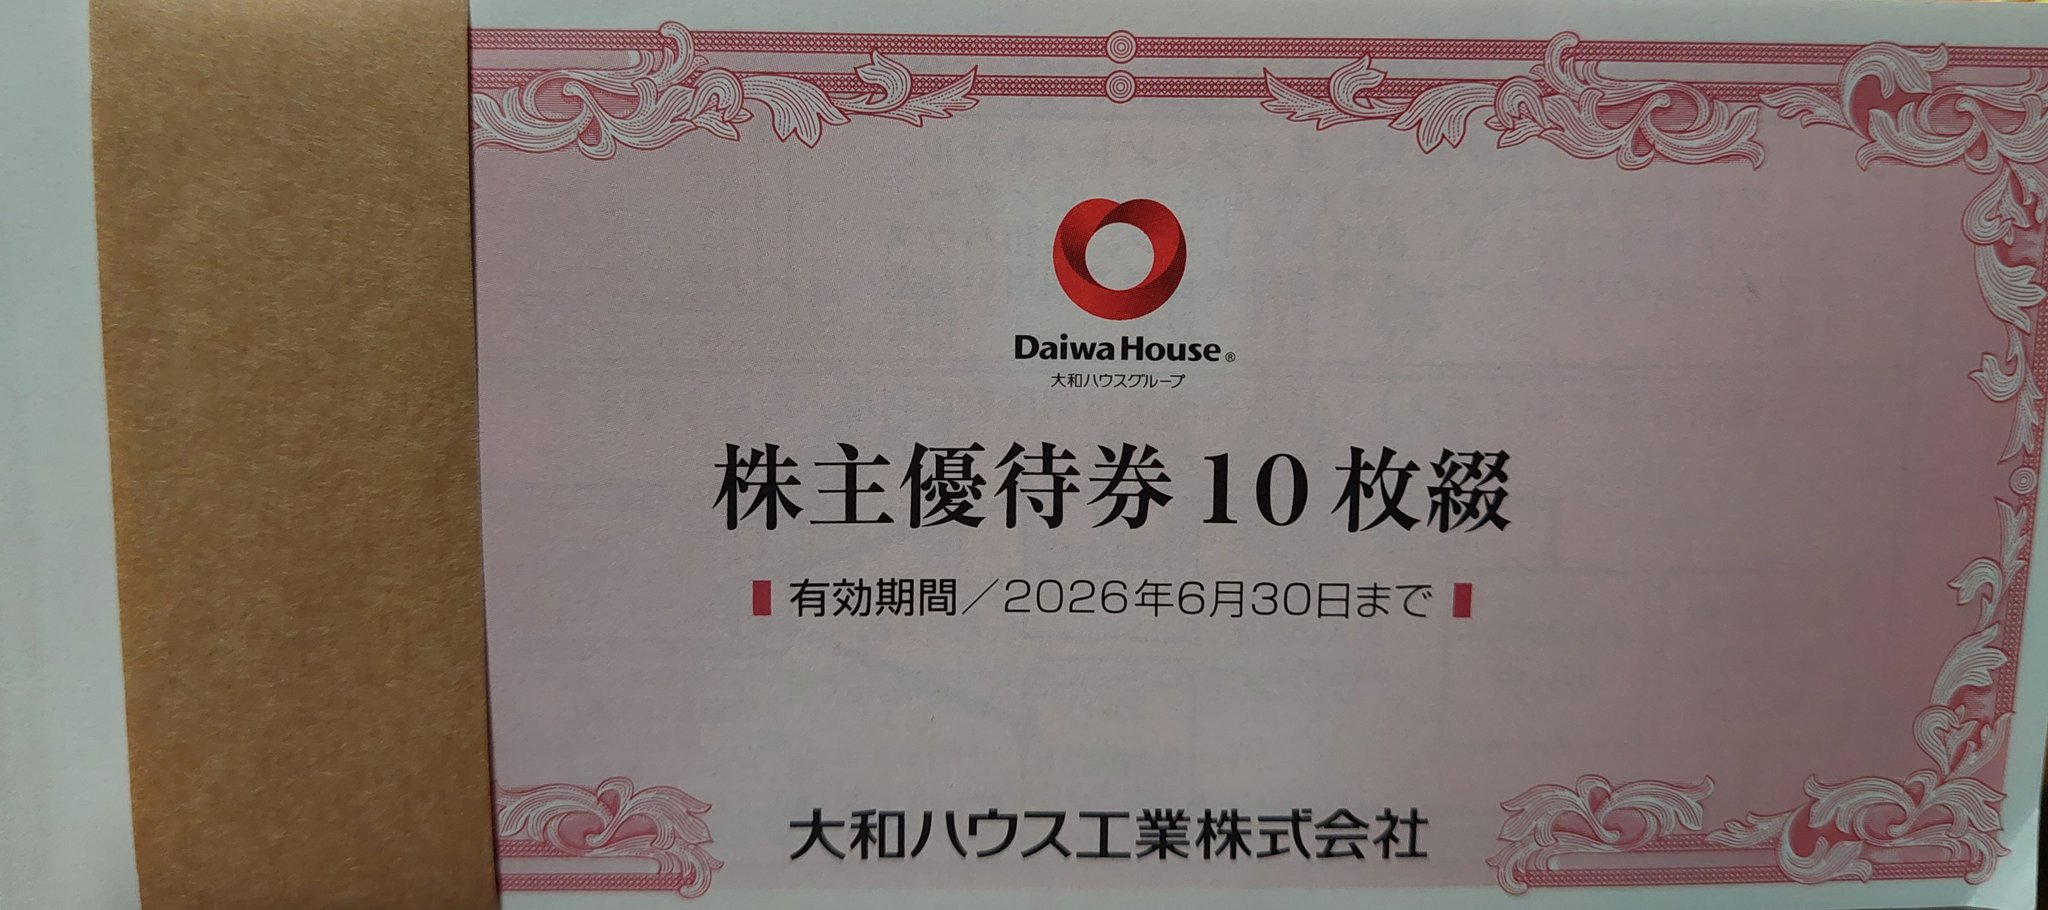 Daiwa House®
大和ハウスグループ
株主優待券10枚綴
有効期間／2026年6月30日まで
大和ハウス工業株式会社